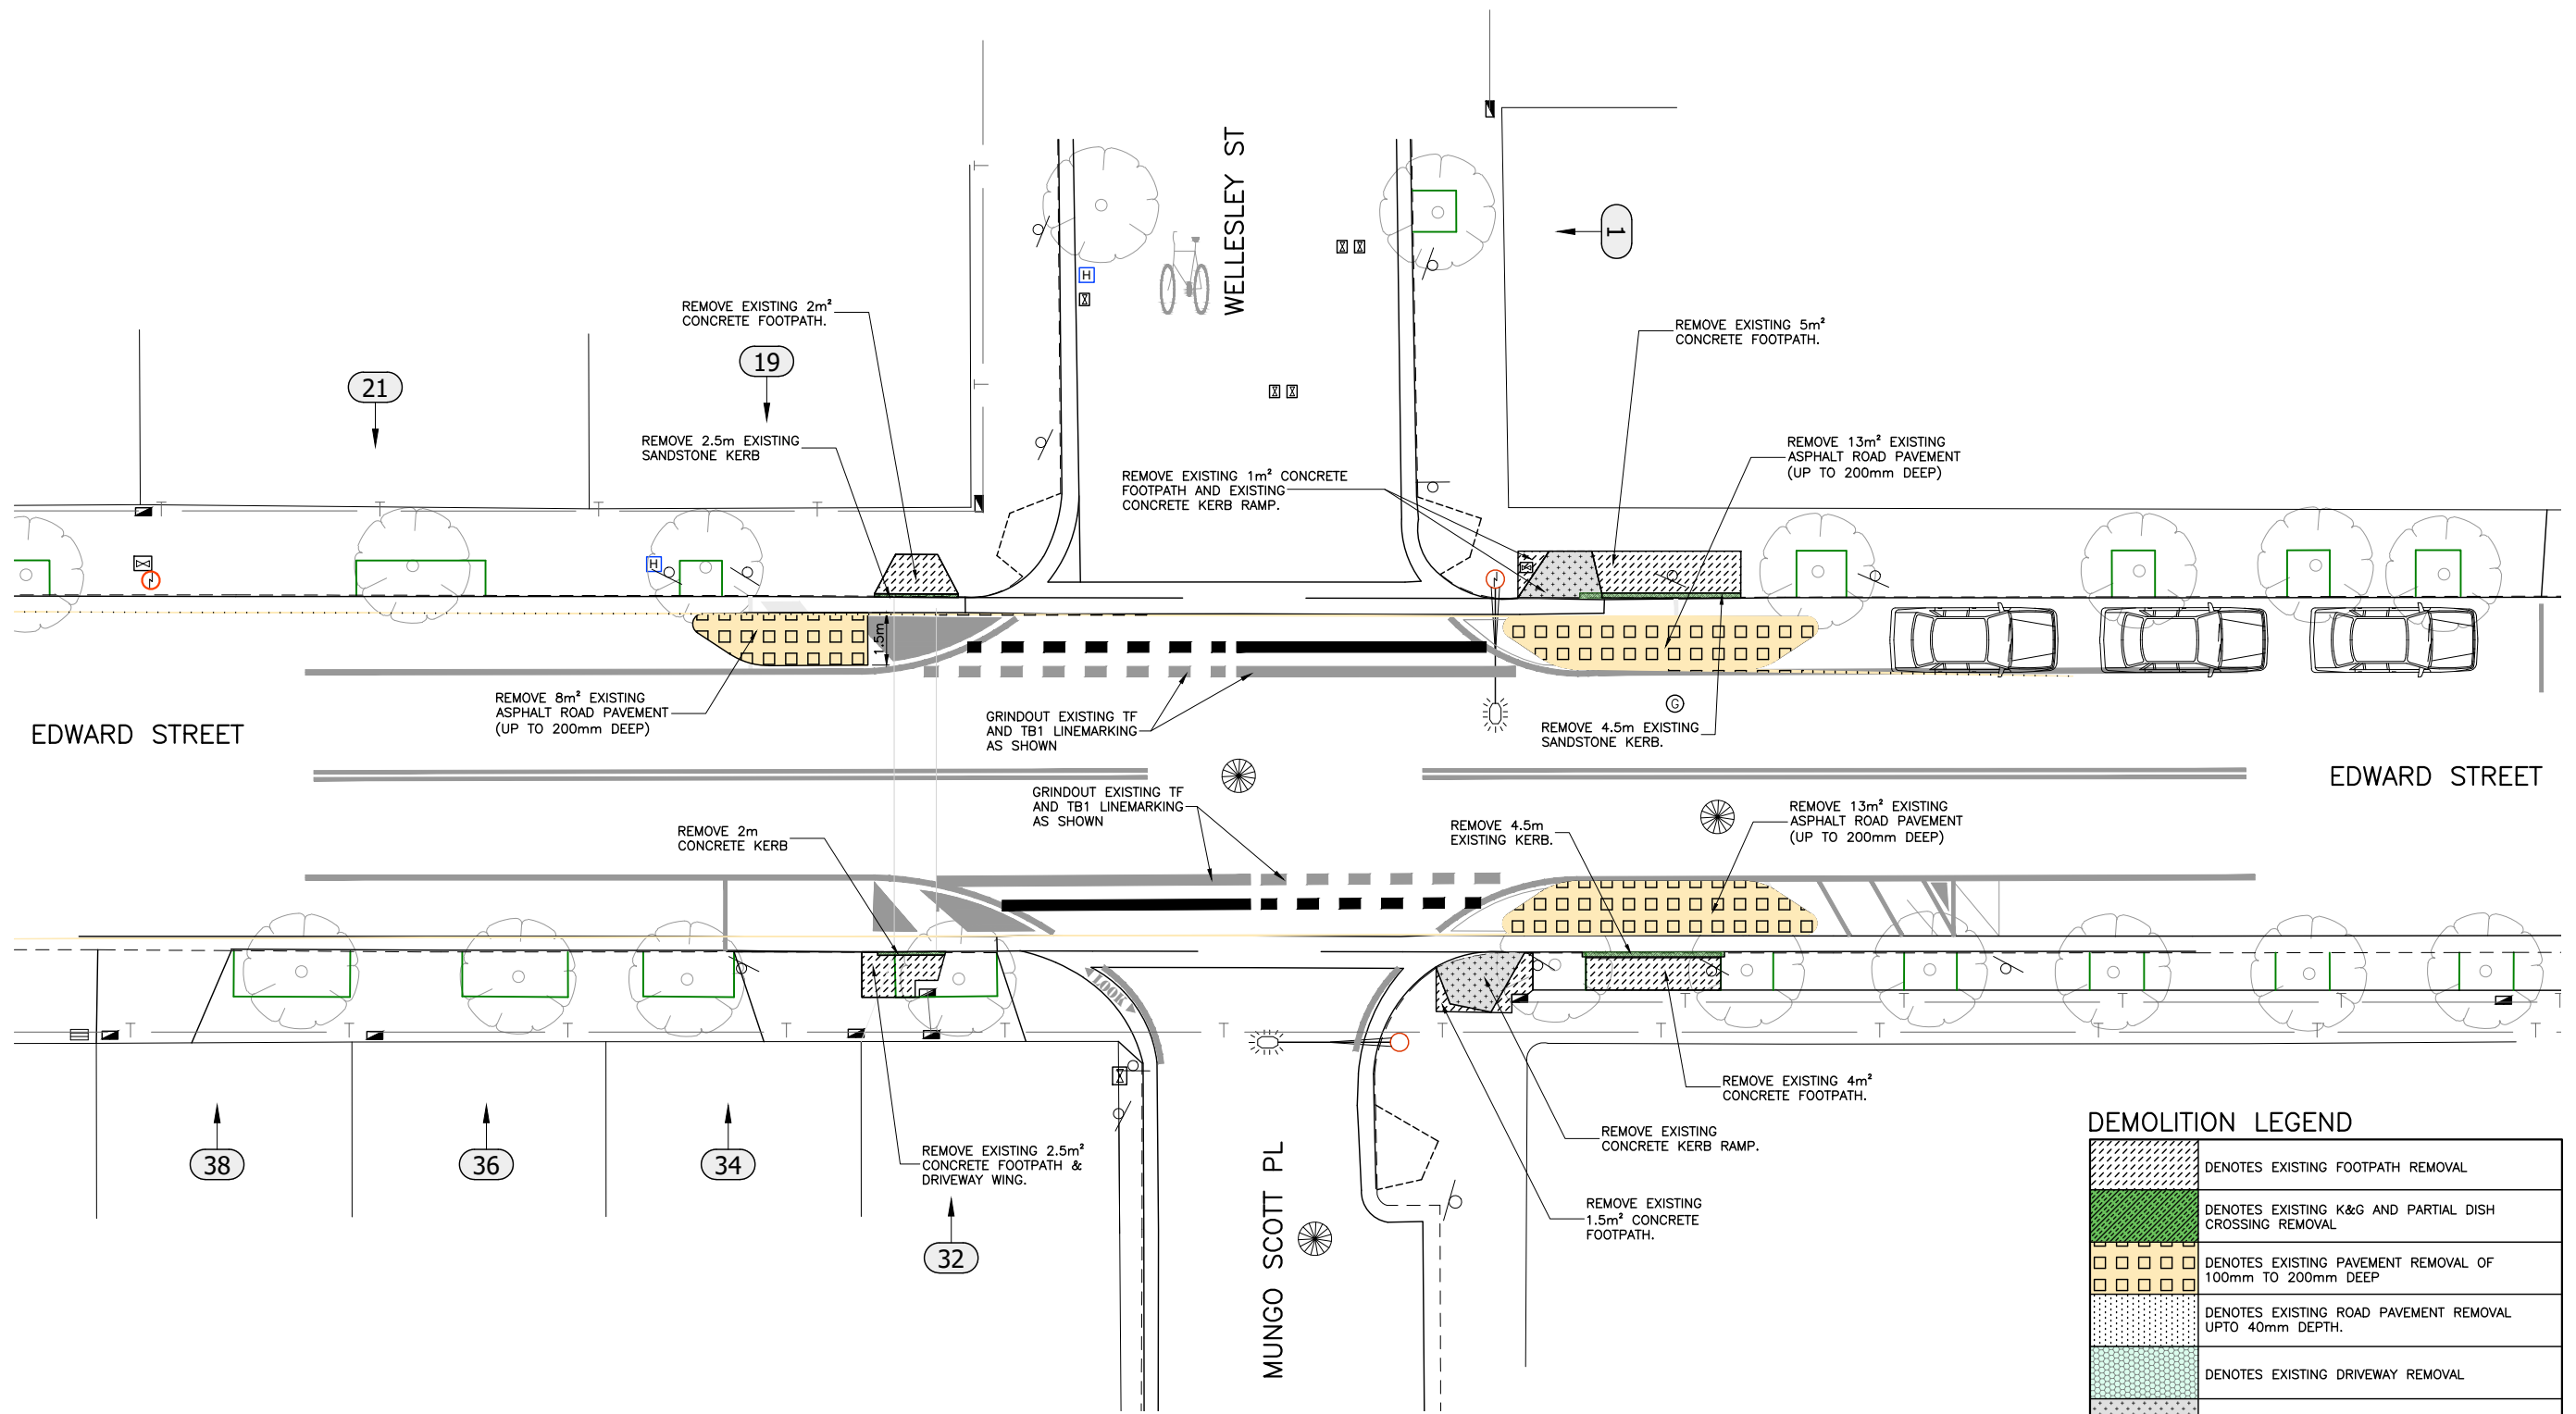 WELLESLEY ST
1
REMOVE EXISTING 2m²
CONCRETE FOOTPATH.
19
21
REMOVE 2.5m EXISTING
SANDSTONE KERB
REMOVE EXISTING 5m²
CONCRETE FOOTPATH.
REMOVE 13m² EXISTING
ASPHALT ROAD PAVEMENT
(UP TO 200mm DEEP)
REMOVE EXISTING 1m² CONCRETE
FOOTPATH AND EXISTING
CONCRETE KERB RAMP.
H
H
1.5m
REMOVE 8m² EXISTING
ASPHALT ROAD PAVEMENT
(UP TO 200mm DEEP)
GRINDOUT EXISTING TF
AND TB1 LINEMARKING
AS SHOWN
G
REMOVE 4.5m EXISTING
SANDSTONE KERB.
EDWARD STREET
EDWARD STREET
GRINDOUT EXISTING TF
AND TB1 LINEMARKING
AS SHOWN
REMOVE 2m
CONCRETE KERB
REMOVE 4.5m
EXISTING KERB.
REMOVE 13m² EXISTING
ASPHALT ROAD PAVEMENT
(UP TO 200mm DEEP)
LOOK
REMOVE EXISTING 4m²
CONCRETE FOOTPATH.
REMOVE EXISTING
CONCRETE KERB RAMP.
REMOVE EXISTING
1.5m² CONCRETE
FOOTPATH.
REMOVE EXISTING 2.5m²
CONCRETE FOOTPATH &
DRIVEWAY WING.
38
36
34
32
MUNGO SCOTT PL
DEMOLITION LEGEND
DENOTES EXISTING FOOTPATH REMOVAL
DENOTES EXISTING K&G AND PARTIAL DISH
CROSSING REMOVAL
DENOTES EXISTING PAVEMENT REMOVAL OF
100mm TO 200mm DEEP
DENOTES EXISTING ROAD PAVEMENT REMOVAL
UPTO 40mm DEPTH.
DENOTES EXISTING DRIVEWAY REMOVAL